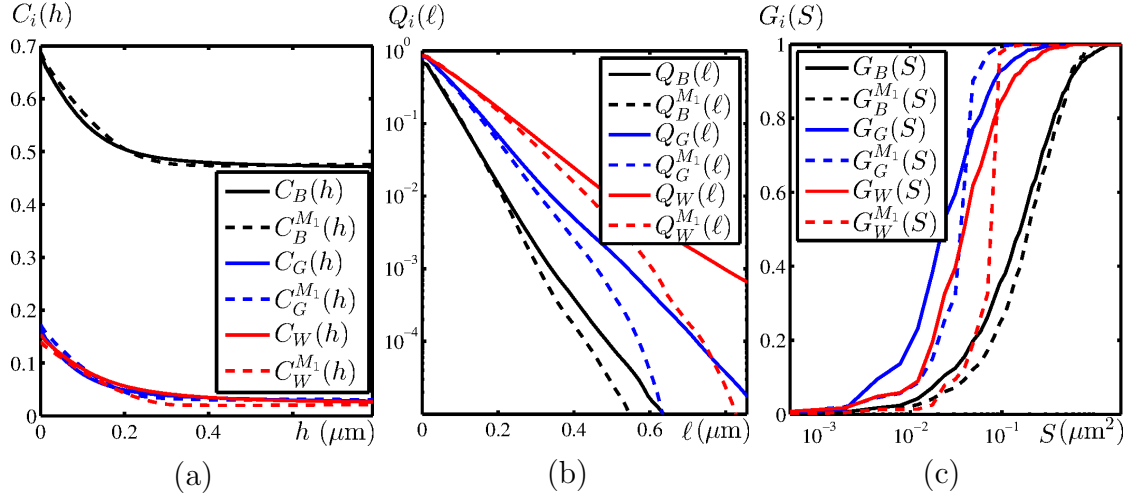 C_i(h)
0.7
0.6
0.5
0.4
0.3
0.2
0.1
0
0
0.2
0.4
h (μm)
C_B(h)
C_B^{M_1}(h)
C_G(h)
C_G^{M_1}(h)
C_W(h)
C_W^{M_1}(h)
(a)
Q_i(ℓ)
10^0
10^{-1}
10^{-2}
10^{-3}
10^{-4}
0
0.2
0.4
0.6
ℓ (μm)
Q_B(ℓ)
Q_B^{M_1}(ℓ)
Q_G(ℓ)
Q_G^{M_1}(ℓ)
Q_W(ℓ)
Q_W^{M_1}(ℓ)
(b)
G_i(S)
1
0.8
0.6
0.4
0.2
0
10^{-3}
10^{-2}
10^{-1}
S (μm^2)
G_B(S)
G_B^{M_1}(S)
G_G(S)
G_G^{M_1}(S)
G_W(S)
G_W^{M_1}(S)
(c)